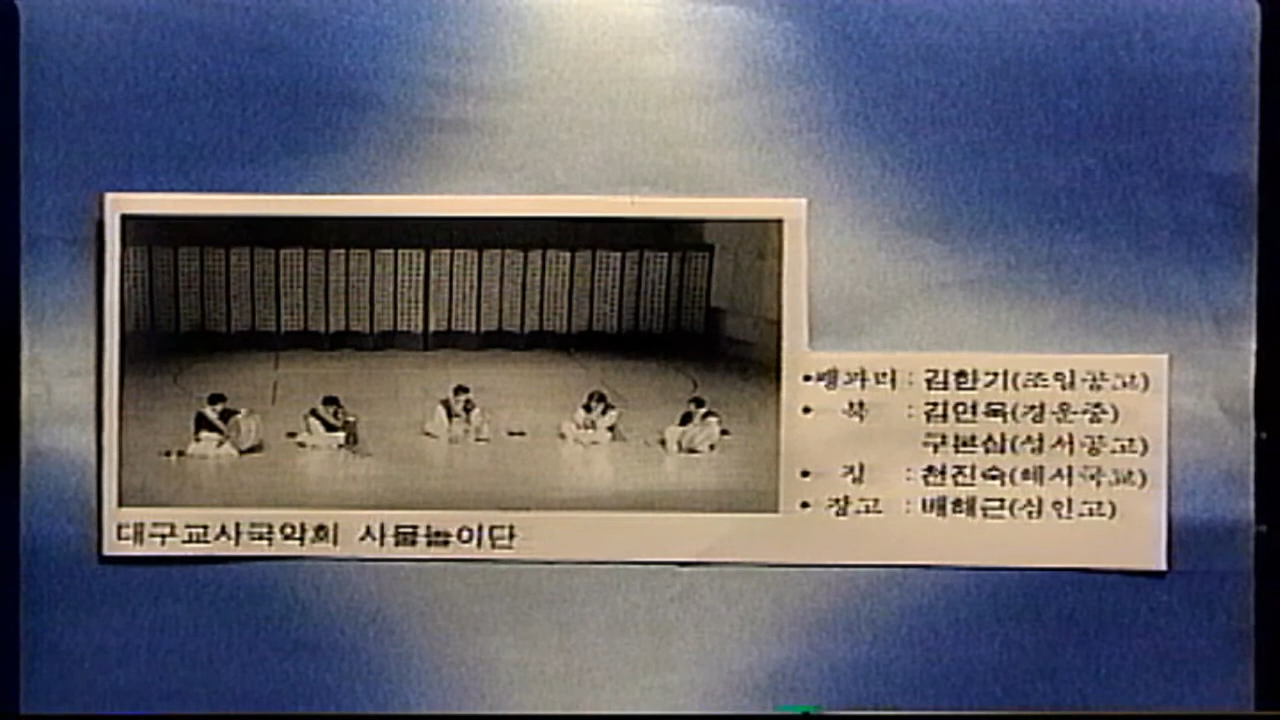 •꽹과리 : 김한기(조일공고)
• 북 : 김연욱(경운중)
구본삼(성서공고)
• 징 : 천진숙(해서국교)
• 장고 : 배해근(심인고)
대구교사국악회 사물놀이단